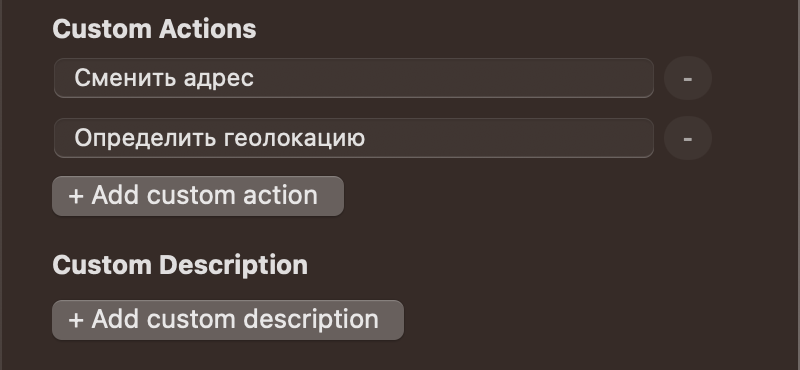 Custom Actions
Сменить адрес
-
Определить геолокацию
-
+ Add custom action
Custom Description
+ Add custom description